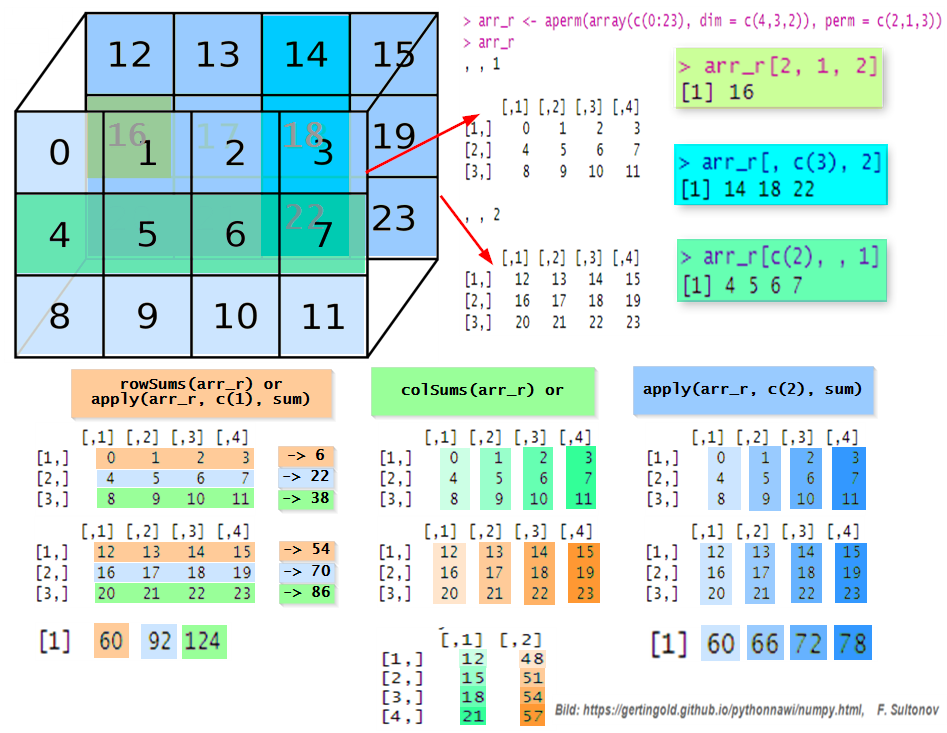 12 13 14 15
16 17 18 19
22 23
0 1 2 3
4 5 6 7
8 9 10 11
> arr_r <- aperm(array(c(0:23), dim = c(4,3,2)), perm = c(2,1,3))
> arr_r
, , 1
[,1] [,2] [,3] [,4]
[1,] 0 1 2 3
[2,] 4 5 6 7
[3,] 8 9 10 11
, , 2
[,1] [,2] [,3] [,4]
[1,] 12 13 14 15
[2,] 16 17 18 19
[3,] 20 21 22 23
> arr_r[2, 1, 2]
[1] 16
> arr_r[, c(3), 2]
[1] 14 18 22
> arr_r[c(2), , 1]
[1] 4 5 6 7
rowSums(arr_r) or
apply(arr_r, c(1), sum)
[,1] [,2] [,3] [,4]
[1,] 0 1 2 3 -> 6
[2,] 4 5 6 7 -> 22
[3,] 8 9 10 11 -> 38
[,1] [,2] [,3] [,4]
[1,] 12 13 14 15 -> 54
[2,] 16 17 18 19 -> 70
[3,] 20 21 22 23 -> 86
[1] 60 92 124
colSums(arr_r) or
[,1] [,2] [,3] [,4]
[1,] 0 1 2 3
[2,] 4 5 6 7
[3,] 8 9 10 11
[,1] [,2] [,3] [,4]
[1,] 12 13 14 15
[2,] 16 17 18 19
[3,] 20 21 22 23
[,1] [,2]
[1,] 12 48
[2,] 15 51
[3,] 18 54
[4,] 21 57
apply(arr_r, c(2), sum)
[,1] [,2] [,3] [,4]
[1,] 0 1 2 3
[2,] 4 5 6 7
[3,] 8 9 10 11
[,1] [,2] [,3] [,4]
[1,] 12 13 14 15
[2,] 16 17 18 19
[3,] 20 21 22 23
[1] 60 66 72 78
Bild: https://gertingold.github.io/pythonnawi/numpy.html, F. Sultonov